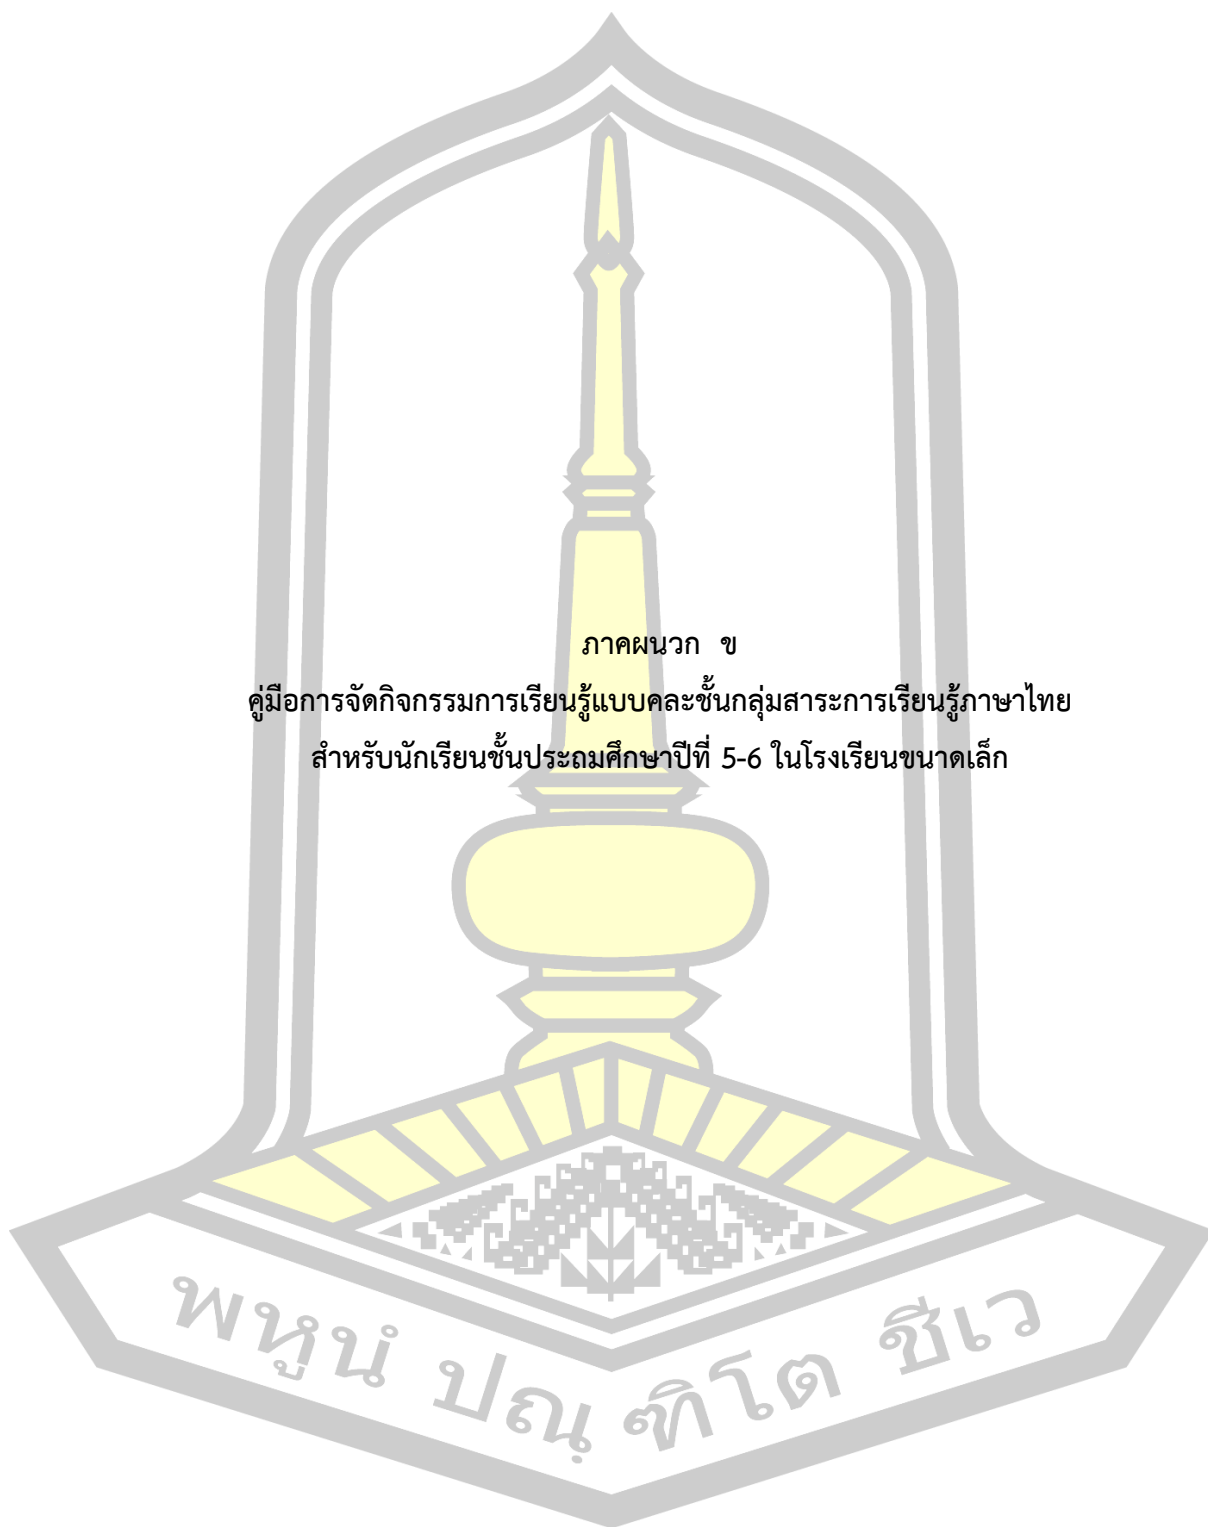 ภาคผนวก ข
คู่มือการจัดกิจกรรมการเรียนรู้แบบคละชั้นกลุ่มสาระการเรียนรู้ภาษาไทย
สำหรับนักเรียนชั้นประถมศึกษาปีที่ 5-6 ในโรงเรียนขนาดเล็ก
พหูนํ ปณฺฑิโต ชีเว